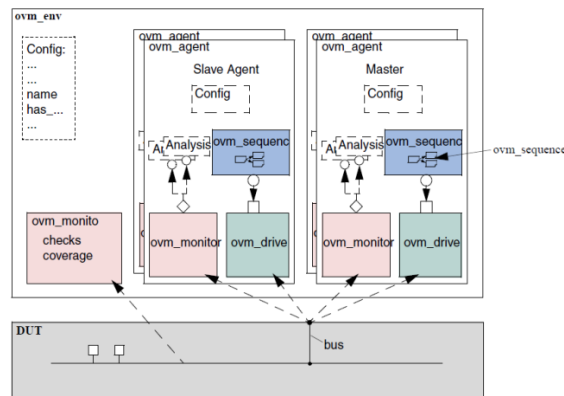 ovm_env
Config:
...
...
name
has_...
...
ovm_agent
ovm_agent
Slave Agent
Config
Analysis
ovm_sequenc
ovm_monitor
ovm_drive
ovm_agent
ovm_agent
Master
Config
Analysis
ovm_sequenc
ovm_sequence
ovm_monitor
ovm_drive
ovm_monito
checks
coverage
DUT
bus